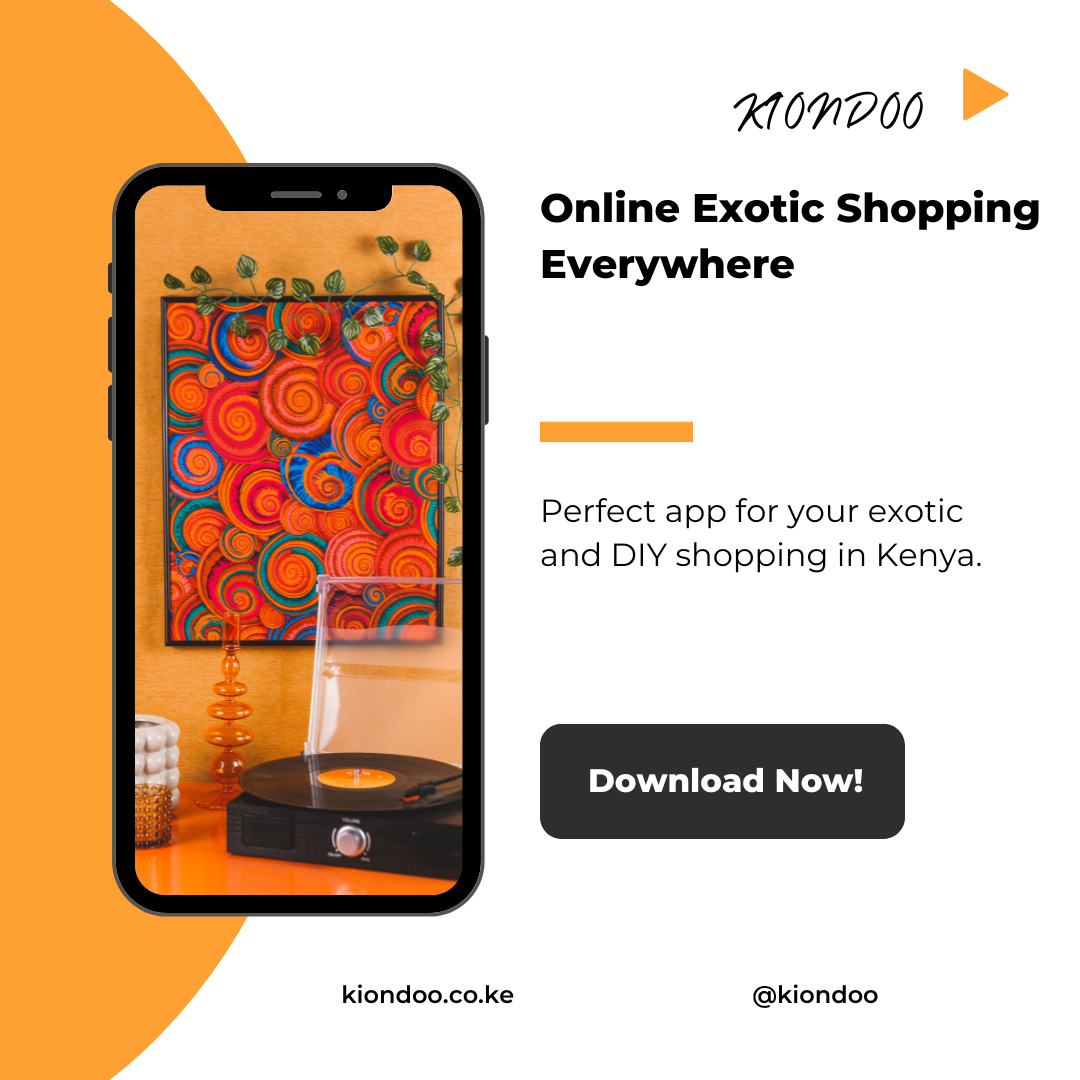 KIONDOO
Online Exotic Shopping
Everywhere
Perfect app for your exotic
and DIY shopping in Kenya.
Download Now!
kiondoo.co.ke
@kiondoo